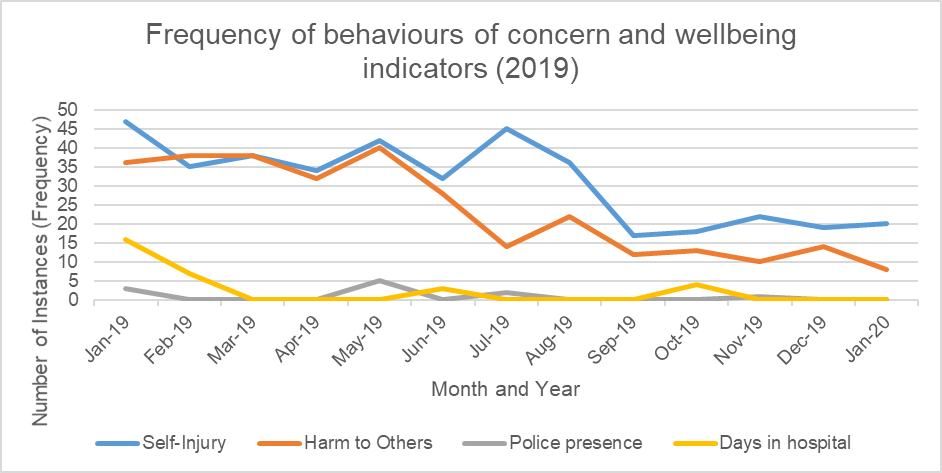 Frequency of behaviours of concern and wellbeing
indicators (2019)
Number of Instances (Frequency)
50
45
40
35
30
25
20
15
10
5
0
Jan-19
Feb-19
Mar-19
Apr-19
May-19
Jun-19
Jul-19
Aug-19
Sep-19
Oct-19
Nov-19
Dec-19
Jan-20
Month and Year
Self-Injury
Harm to Others
Police presence
Days in hospital